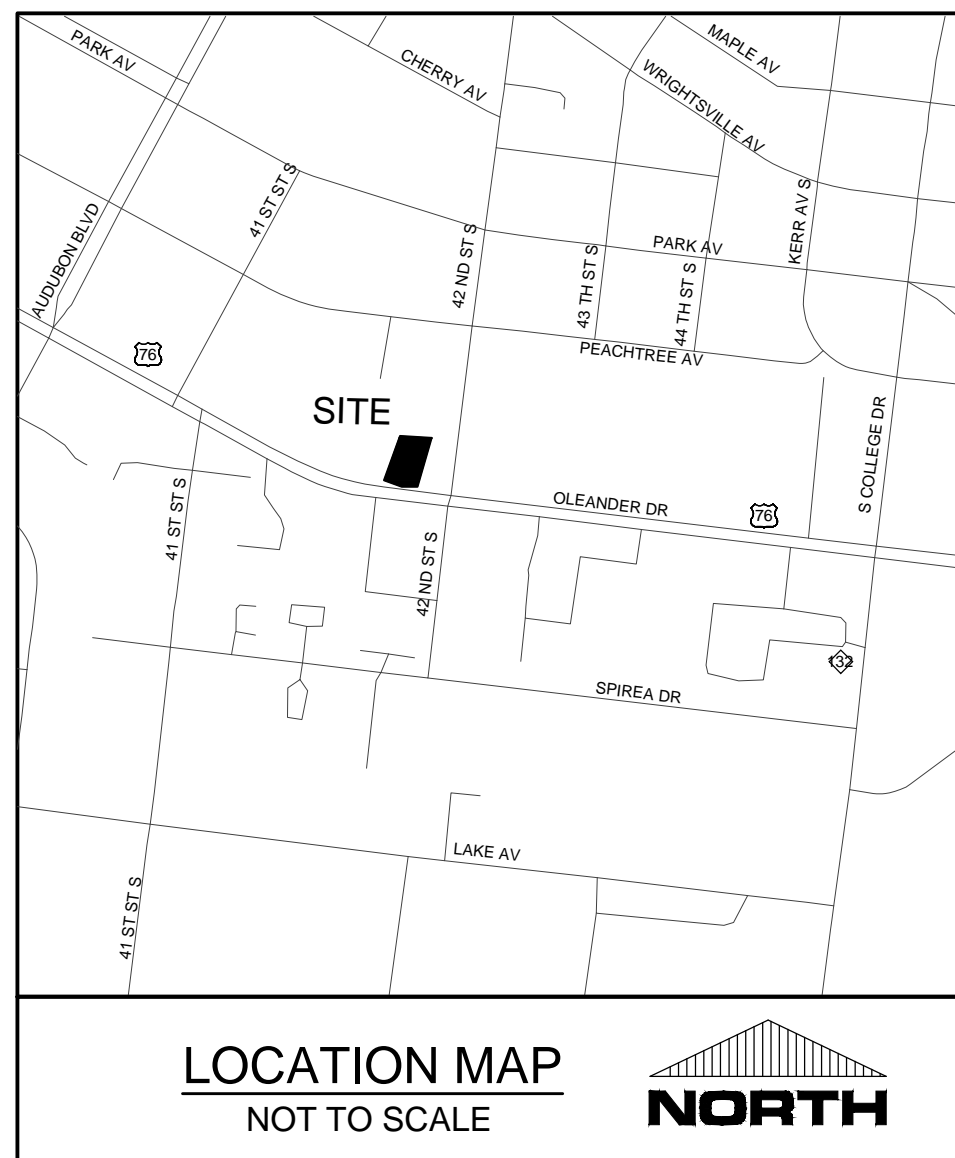 PARK AV
CHERRY AV
MAPLE AV
WRIGHTSVILLE AV
41 ST ST S
KERR AV S
AUDUBON BLVD
42 ND ST S
PARK AV
43 TH ST S
44 TH ST S
PEACHTREE AV
76
SITE
S COLLEGE DR
OLEANDER DR
76
41 ST ST S
42 ND ST S
132
SPIREA DR
LAKE AV
41 ST ST S
LOCATION MAP
NOT TO SCALE
NORTH